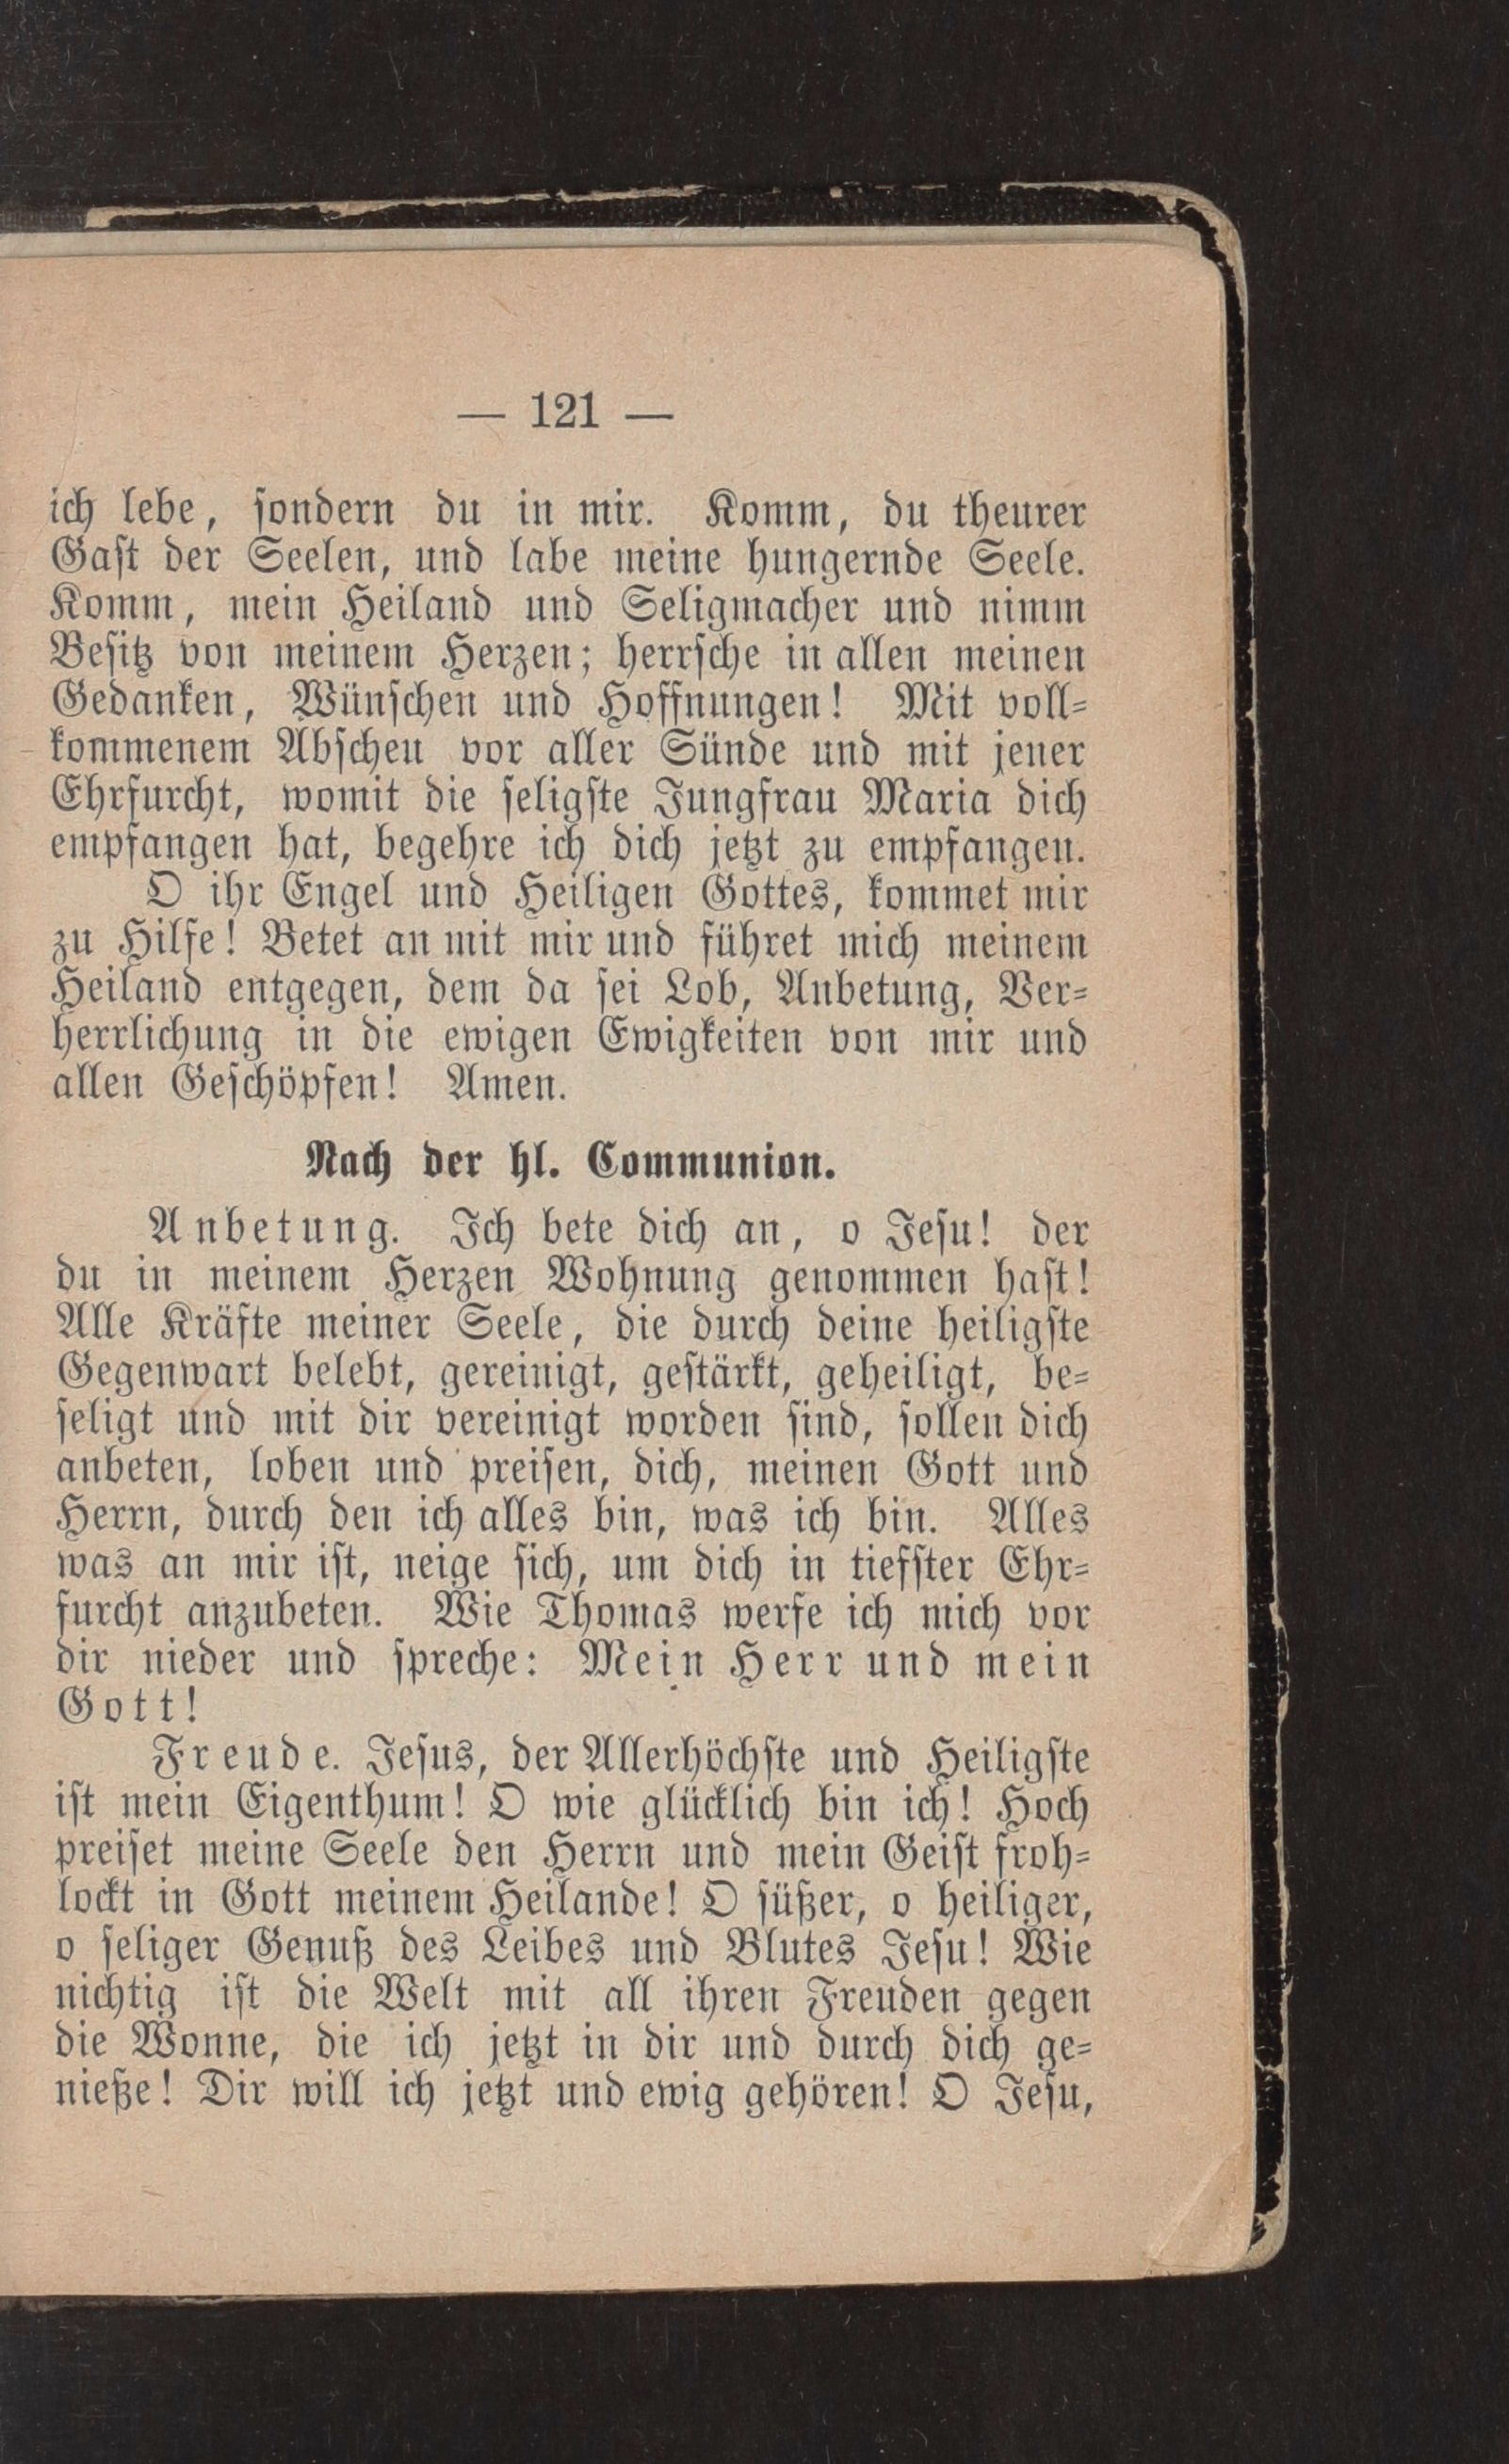 — 121 —
ich lebe, sondern du in mir. Komm, du theurer
Gast der Seelen, und labe meine hungernde Seele.
Komm, mein Heiland und Seligmacher und nimm
Besitz von meinem Herzen; herrsche in allen meinen
Gedanken, Wünschen und Hoffnungen! Mit voll-
kommenem Abscheu vor aller Sünde und mit jener
Ehrfurcht, womit die seligste Jungfrau Maria dich
empfangen hat, begehre ich dich jetzt zu empfangen.
O ihr Engel und Heiligen Gottes, kommet mir
zu Hilfe! Betet an mit mir und führet mich meinem
Heiland entgegen, dem da sei Lob, Anbetung, Ver-
herrlichung in die ewigen Ewigkeiten von mir und
allen Geschöpfen! Amen.
Nach der hl. Communion.
Anbetung. Ich bete dich an, o Jesu! der
du in meinem Herzen Wohnung genommen hast!
Alle Kräfte meiner Seele, die durch deine heiligste
Gegenwart belebt, gereinigt, gestärkt, geheiligt, be-
seligt und mit dir vereinigt worden sind, sollen dich
anbeten, loben und preisen, dich, meinen Gott und
Herrn, durch den ich alles bin, was ich bin. Alles
was an mir ist, neige sich, um dich in tiefster Ehr-
furcht anzubeten. Wie Thomas werfe ich mich vor
dir nieder und spreche: Mein Herr und mein
Gott!
Freude. Jesus, der Allerhöchste und Heiligste
ist mein Eigenthum! O wie glücklich bin ich! Hoch
preiset meine Seele den Herrn und mein Geist froh-
lockt in Gott meinem Heilande! O süßer, o heiliger,
o seliger Genuß des Leibes und Blutes Jesu! Wie
nichtig ist die Welt mit all ihren Freuden gegen
die Wonne, die ich jetzt in dir und durch dich ge-
nieße! Dir will ich jetzt und ewig gehören! O Jesu,